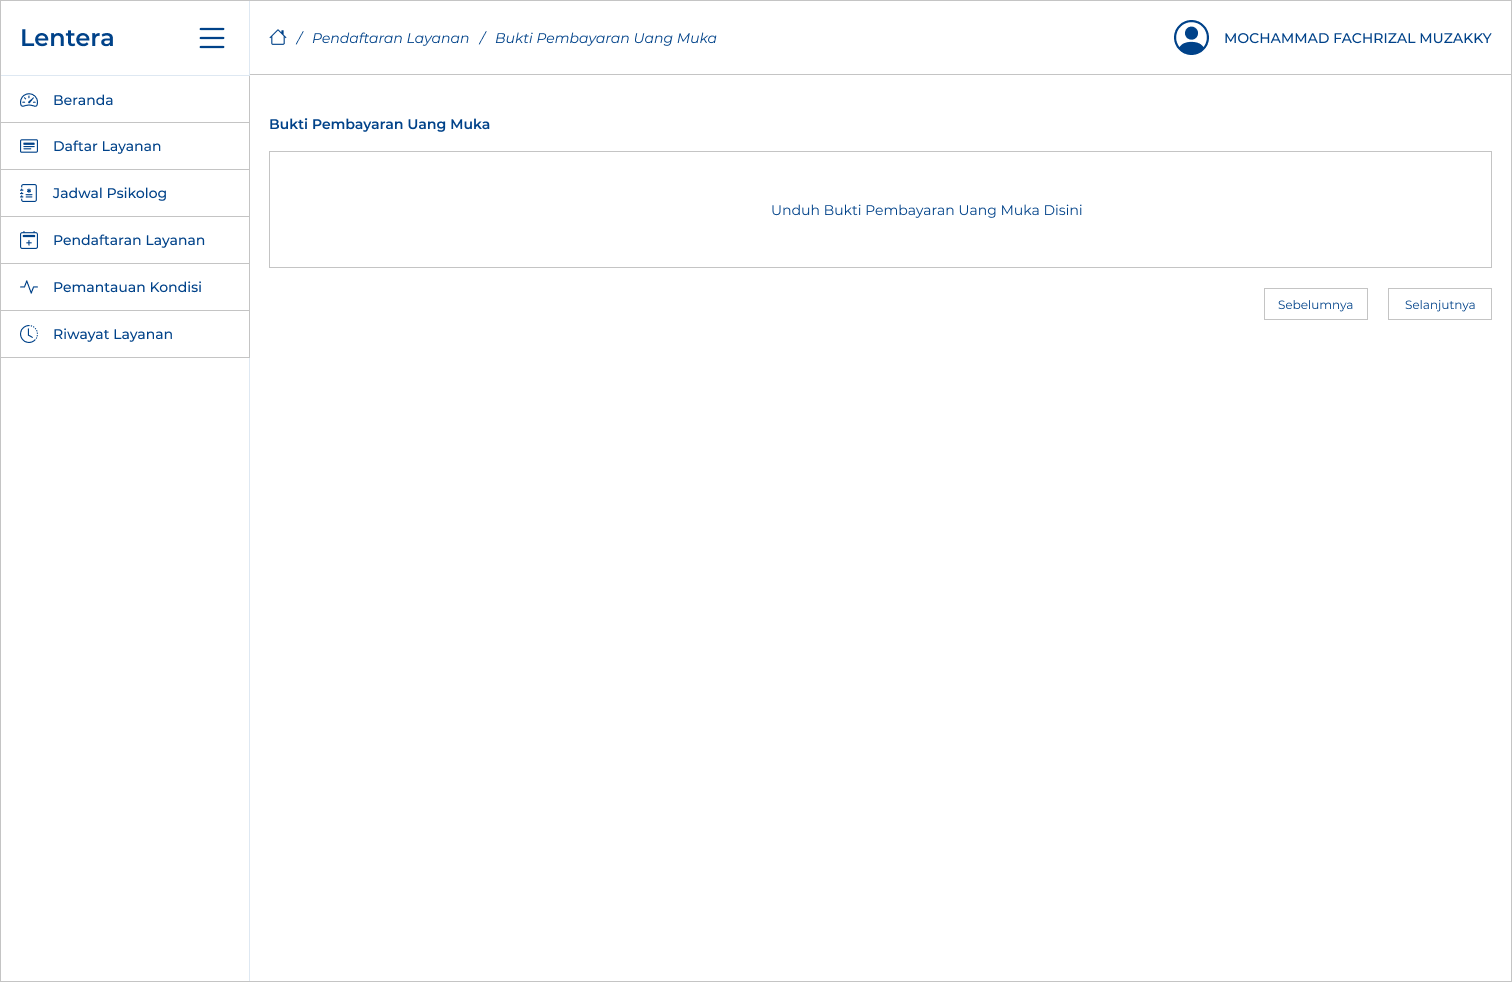 Lentera
/ Pendaftaran Layanan / Bukti Pembayaran Uang Muka
MOCHAMMAD FACHRIZAL MUZAKKY
Beranda
Daftar Layanan
Jadwal Psikolog
Pendaftaran Layanan
Pemantauan Kondisi
Riwayat Layanan
Bukti Pembayaran Uang Muka
Unduh Bukti Pembayaran Uang Muka Disini
Sebelumnya
Selanjutnya